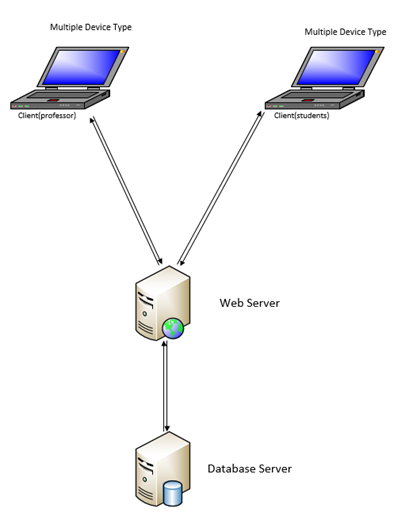 Multiple Device Type
Multiple Device Type
Client(professor)
Client(students)
Web Server
Database Server